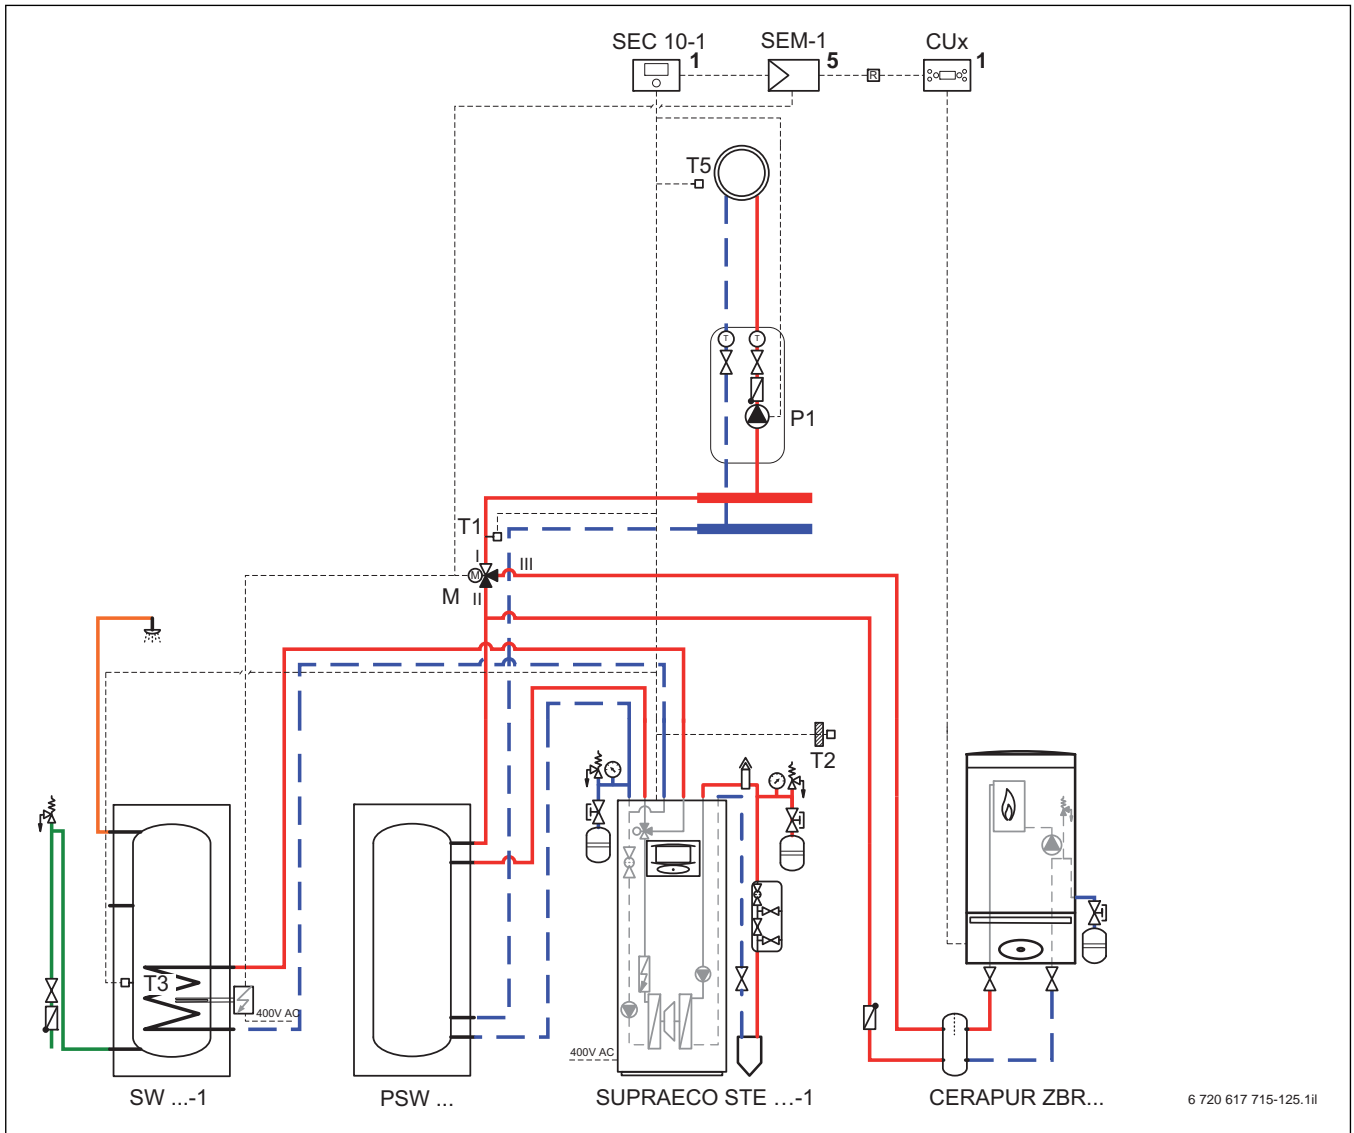 SEC 10-1
SEM-1
CUx
1
5
1
R
T5
T
T
P1
T1
I
III
M
M
II
T2
T3
400V AC
400V AC
SW ...-1
PSW ...
SUPRAECO STE ...-1
CERAPUR ZBR...
6 720 617 715-125.1il